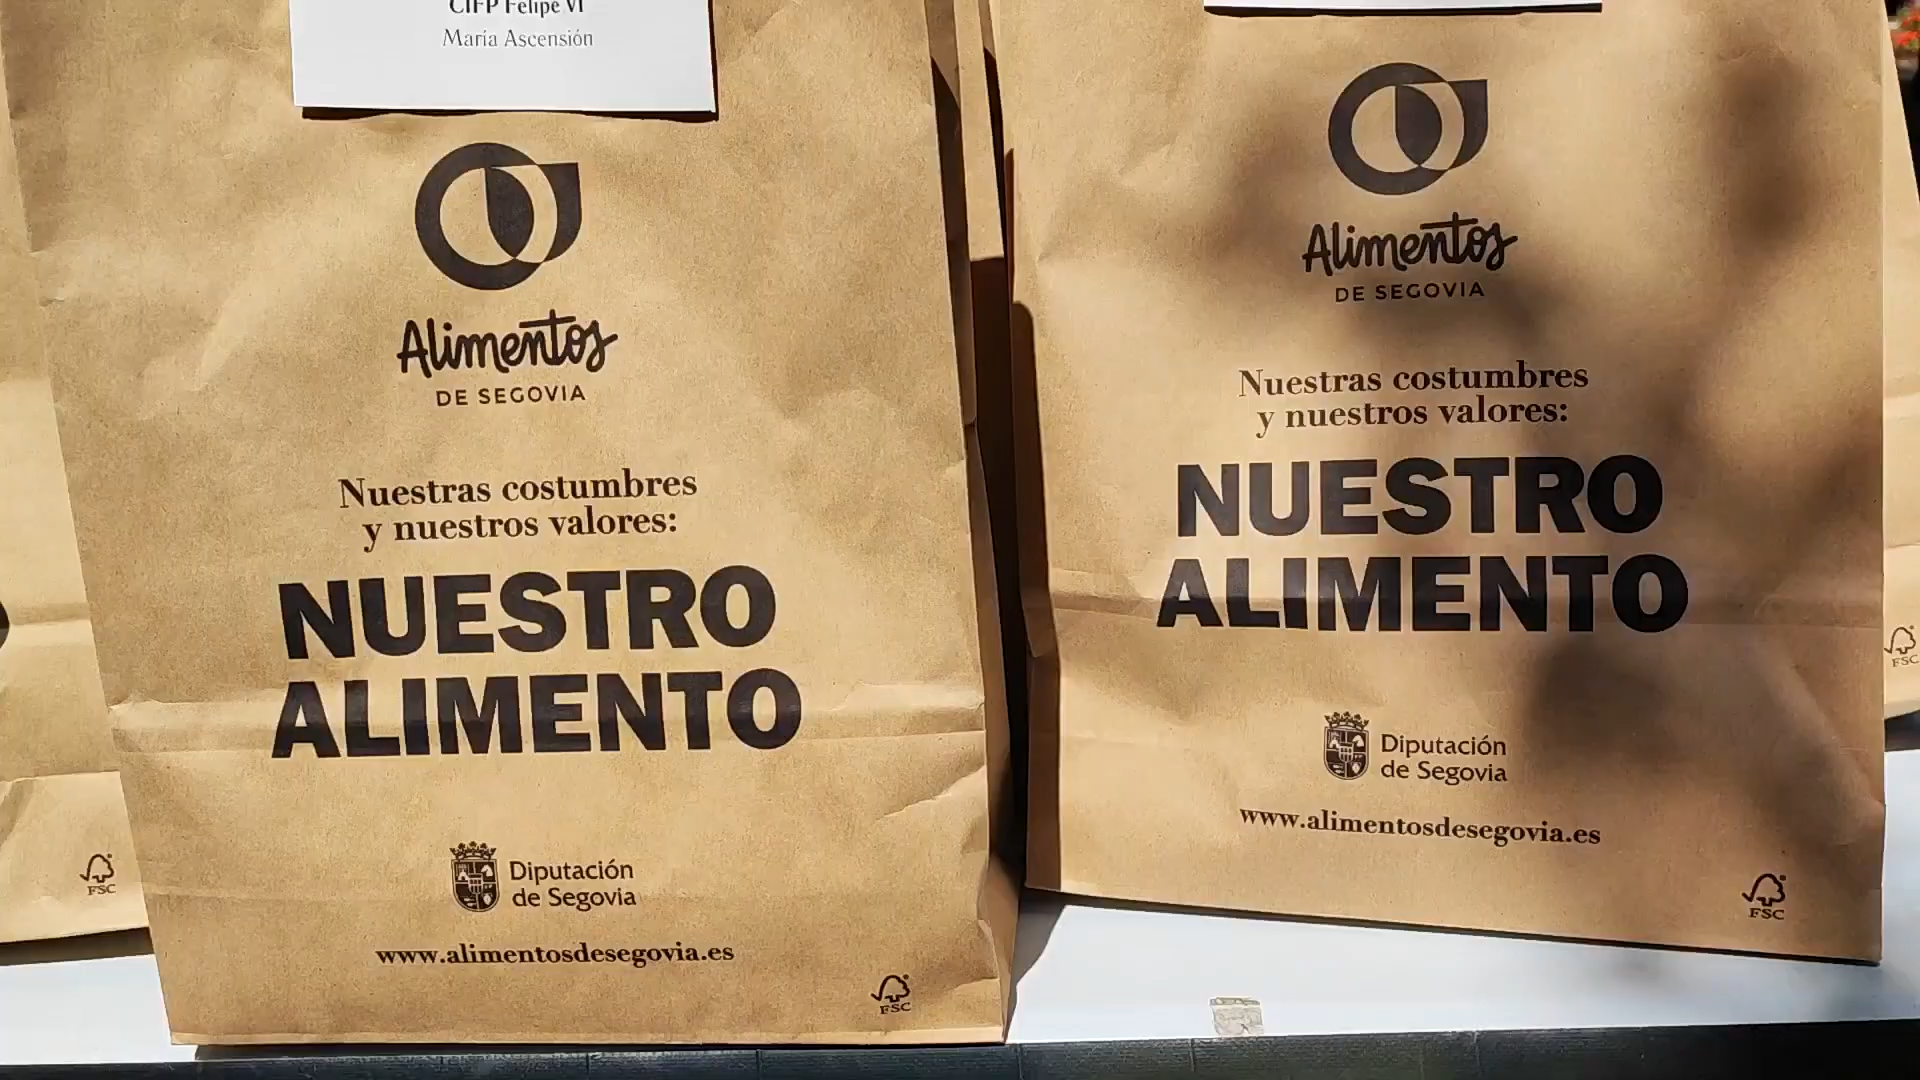 CIFP Felipe VI
María Ascensión
Alimentos
DE SEGOVIA
Nuestras costumbres
y nuestros valores:
NUESTRO
ALIMENTO
Diputación
de Segovia
www.alimentosdesegovia.es
FSC
Alimentos
DE SEGOVIA
Nuestras costumbres
y nuestros valores:
NUESTRO
ALIMENTO
Diputación
de Segovia
www.alimentosdesegovia.es
FSC
FSC
FSC